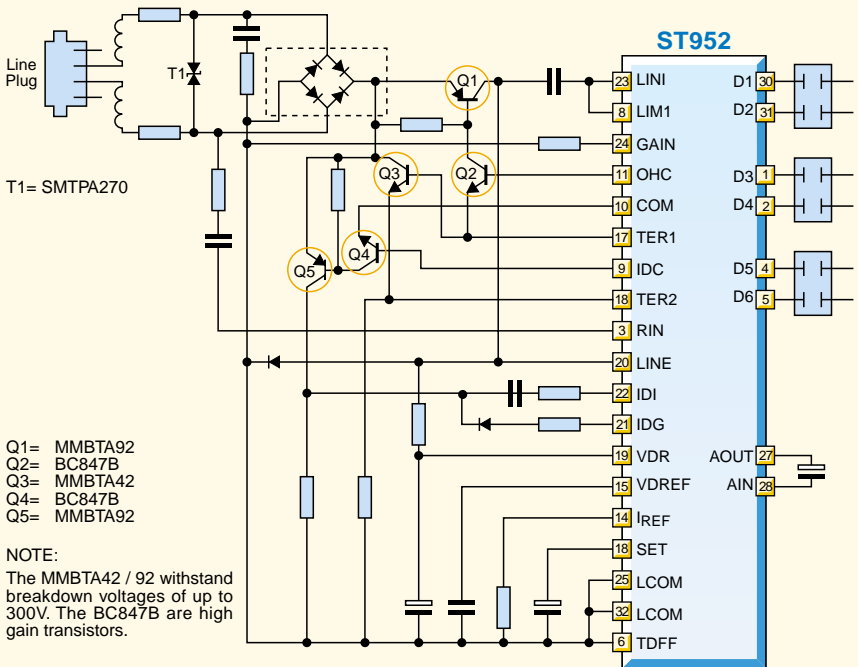 ST952
Line
Plug
T1
T1= SMTPA270
Q1
Q2
Q3
Q4
Q5
23 LINI
8 LIM1
24 GAIN
11 OHC
10 COM
17 TER1
9 IDC
18 TER2
3 RIN
20 LINE
22 IDI
21 IDG
19 VDR
15 VDREF
14 IREF
18 SET
25 LCOM
32 LCOM
6 TDFF
D1 30
D2 31
D3 1
D4 2
D5 4
D6 5
AOUT 27
AIN 28
Q1= MMBTA92
Q2= BC847B
Q3= MMBTA42
Q4= BC847B
Q5= MMBTA92
NOTE:
The MMBTA42 / 92 withstand
breakdown voltages of up to
300V. The BC847B are high
gain transistors.